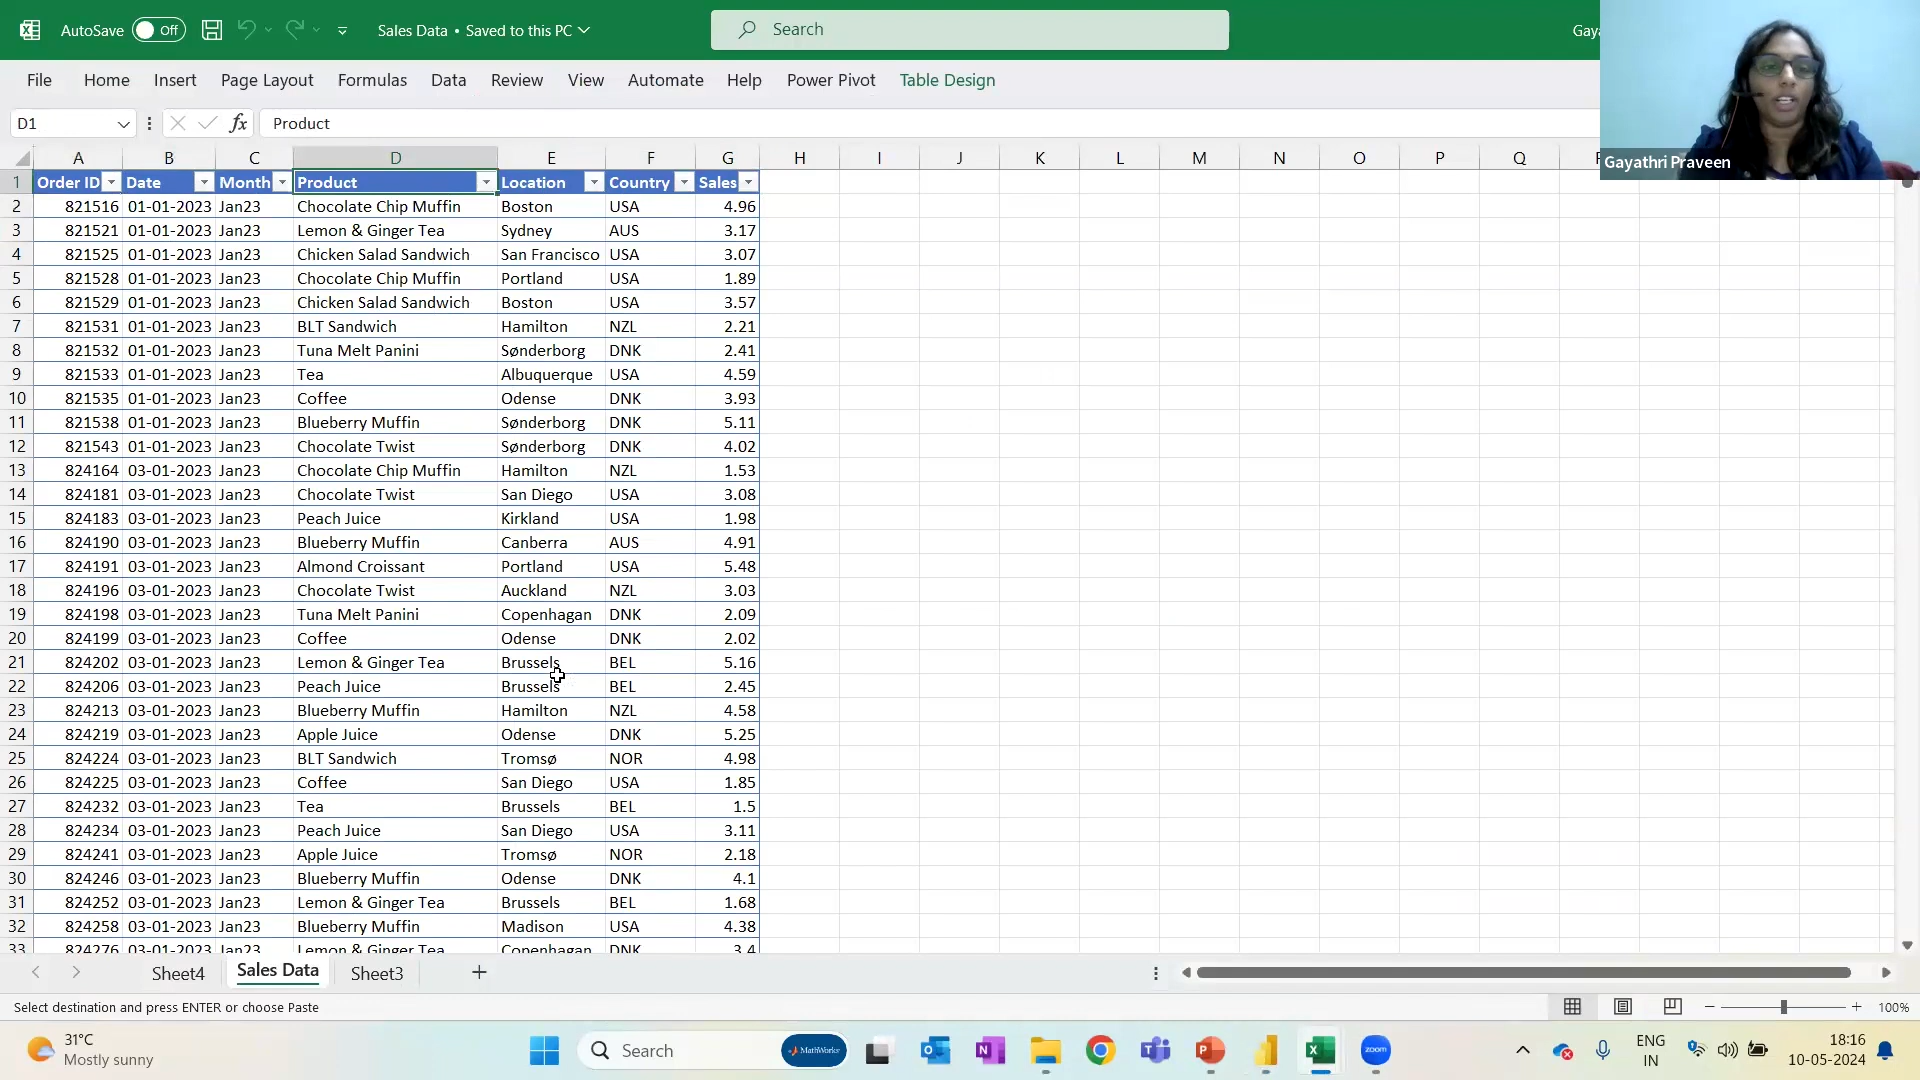 AutoSave Off Sales Data • Saved to this PC Search
File Home Insert Page Layout Formulas Data Review View Automate Help Power Pivot Table Design
D1 fx Product
Gayathri Praveen
A B C D E F G H I J K L M N O P Q
1 Order ID Date Month Product Location Country Sales
2 821516 01-01-2023 Jan23 Chocolate Chip Muffin Boston USA 4.96
3 821521 01-01-2023 Jan23 Lemon & Ginger Tea Sydney AUS 3.17
4 821525 01-01-2023 Jan23 Chicken Salad Sandwich San Francisco USA 3.07
5 821528 01-01-2023 Jan23 Chocolate Chip Muffin Portland USA 1.89
6 821529 01-01-2023 Jan23 Chicken Salad Sandwich Boston USA 3.57
7 821531 01-01-2023 Jan23 BLT Sandwich Hamilton NZL 2.21
8 821532 01-01-2023 Jan23 Tuna Melt Panini Sønderborg DNK 2.41
9 821533 01-01-2023 Jan23 Tea Albuquerque USA 4.59
10 821535 01-01-2023 Jan23 Coffee Odense DNK 3.93
11 821538 01-01-2023 Jan23 Blueberry Muffin Sønderborg DNK 5.11
12 821543 01-01-2023 Jan23 Chocolate Twist Sønderborg DNK 4.02
13 824164 03-01-2023 Jan23 Chocolate Chip Muffin Hamilton NZL 1.53
14 824181 03-01-2023 Jan23 Chocolate Twist San Diego USA 3.08
15 824183 03-01-2023 Jan23 Peach Juice Kirkland USA 1.98
16 824190 03-01-2023 Jan23 Blueberry Muffin Canberra AUS 4.91
17 824191 03-01-2023 Jan23 Almond Croissant Portland USA 5.48
18 824196 03-01-2023 Jan23 Chocolate Twist Auckland NZL 3.03
19 824198 03-01-2023 Jan23 Tuna Melt Panini Copenhagan DNK 2.09
20 824199 03-01-2023 Jan23 Coffee Odense DNK 2.02
21 824202 03-01-2023 Jan23 Lemon & Ginger Tea Brussels BEL 5.16
22 824206 03-01-2023 Jan23 Peach Juice Brussels BEL 2.45
23 824213 03-01-2023 Jan23 Blueberry Muffin Hamilton NZL 4.58
24 824219 03-01-2023 Jan23 Apple Juice Odense DNK 5.25
25 824224 03-01-2023 Jan23 BLT Sandwich Tromsø NOR 4.98
26 824225 03-01-2023 Jan23 Coffee San Diego USA 1.85
27 824232 03-01-2023 Jan23 Tea Brussels BEL 1.5
28 824234 03-01-2023 Jan23 Peach Juice San Diego USA 3.11
29 824241 03-01-2023 Jan23 Apple Juice Tromsø NOR 2.18
30 824246 03-01-2023 Jan23 Blueberry Muffin Odense DNK 4.1
31 824252 03-01-2023 Jan23 Lemon & Ginger Tea Brussels BEL 1.68
32 824258 03-01-2023 Jan23 Blueberry Muffin Madison USA 4.38
33 824276 03-01-2023 Jan23 Lemon & Ginger Tea Copenhagan DNK 3.4
Sheet4 Sales Data Sheet3
Select destination and press ENTER or choose Paste 100%
31°C
Mostly sunny
Search MathWorks zoom
ENG
IN
18:16
10-05-2024